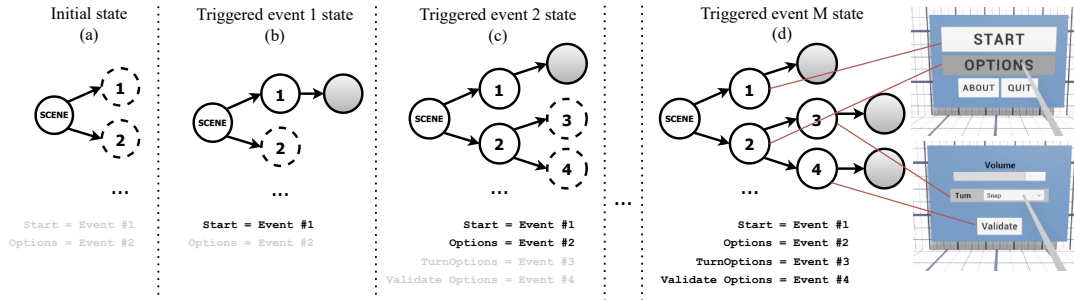 Initial state
(a)
SCENE
1
2
...
Start = Event #1
Options = Event #2
Triggered event 1 state
(b)
SCENE
1
2
...
Start = Event #1
Options = Event #2
Triggered event 2 state
(c)
SCENE
1
2
3
4
...
Start = Event #1
Options = Event #2
TurnOptions = Event #3
Validate Options = Event #4
...
Triggered event M state
(d)
SCENE
1
2
3
4
...
Start = Event #1
Options = Event #2
TurnOptions = Event #3
Validate Options = Event #4
START
OPTIONS
ABOUT QUIT
Volume
Turn Snap
Validate